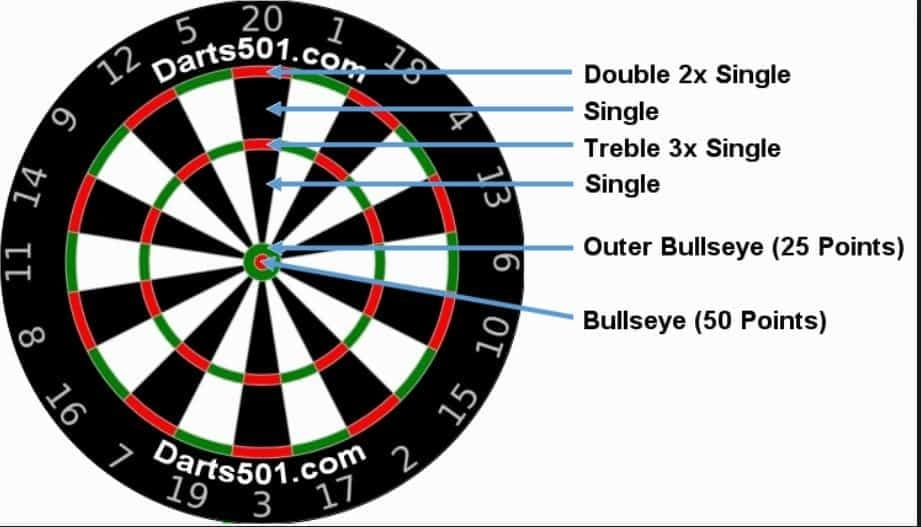 20
1
18
4
13
6
10
15
2
17
3
19
7
16
8
11
14
9
12
5
Darts501.com
Darts501.com
Double 2x Single
Single
Treble 3x Single
Single
Outer Bullseye (25 Points)
Bullseye (50 Points)